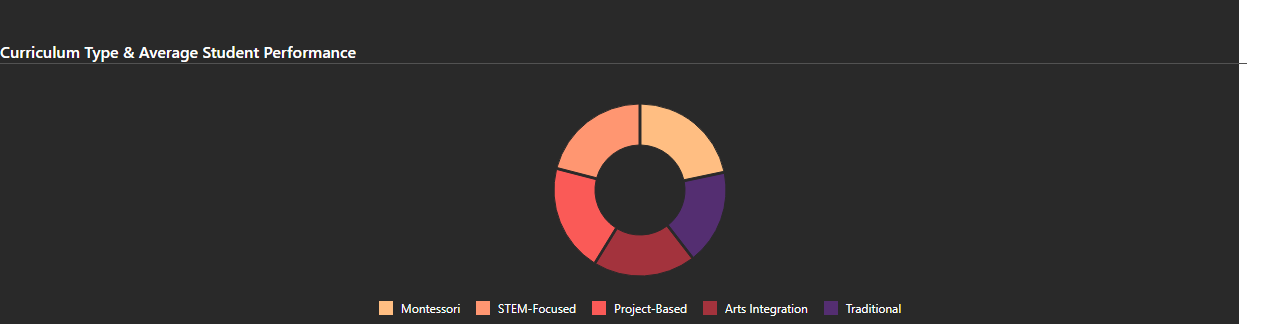 Curriculum Type & Average Student Performance
Montessori STEM-Focused Project-Based Arts Integration Traditional